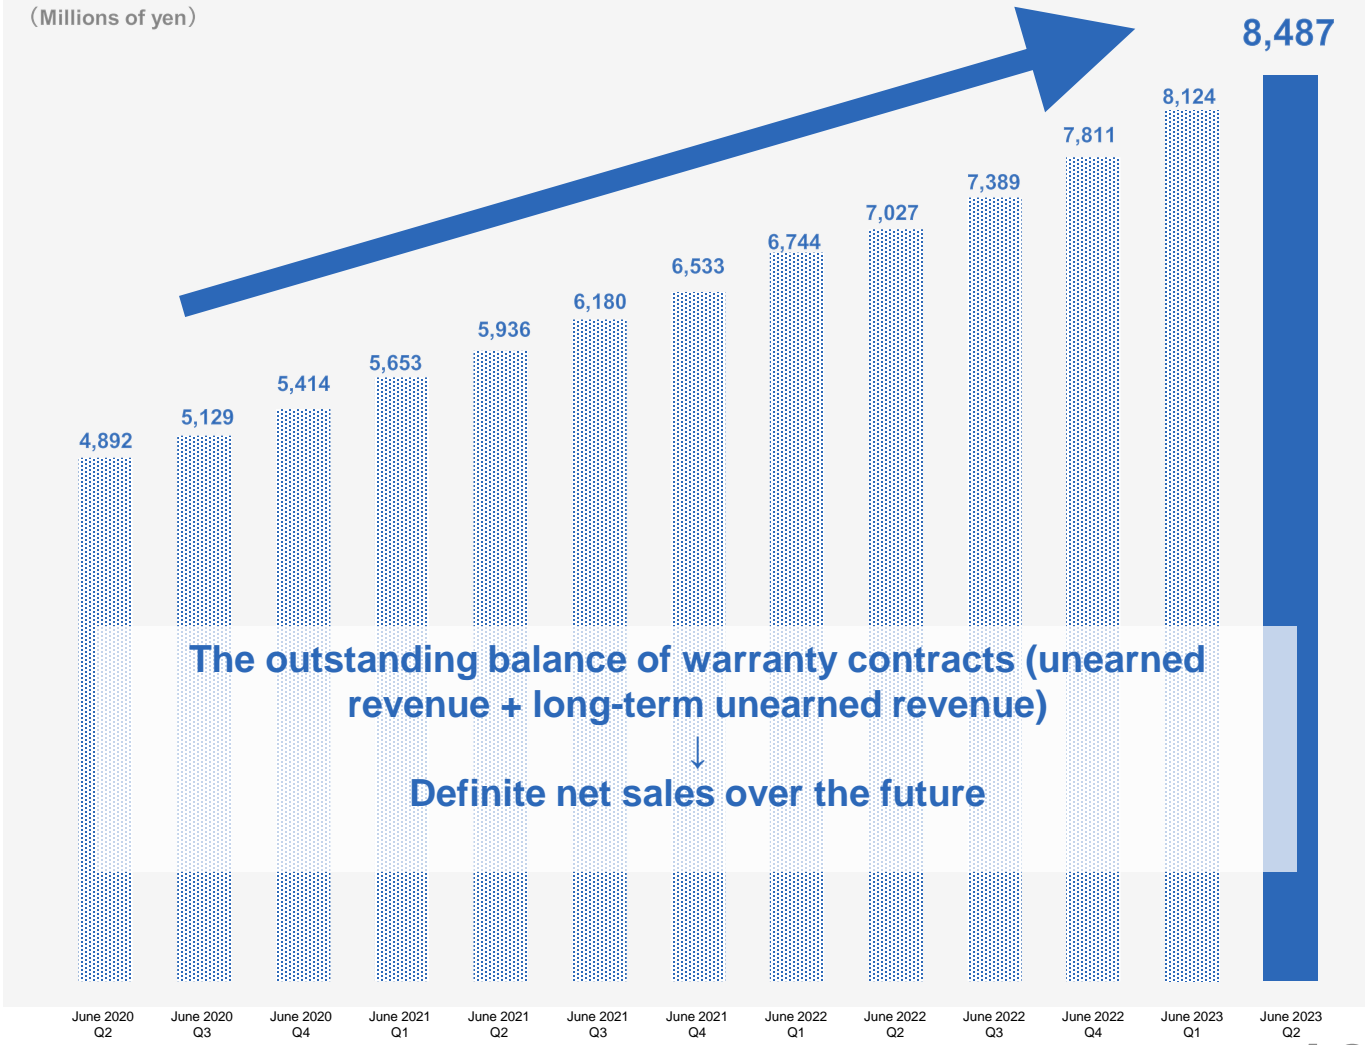 （Millions of yen）
8,487
8,124
7,811
7,389
7,027
6,744
6,533
6,180
5,936
5,653
5,414
5,129
4,892
The outstanding balance of warranty contracts (unearned
revenue + long-term unearned revenue)
↓
Definite net sales over the future
June 2020 June 2020 June 2020 June 2021 June 2021 June 2021 June 2021 June 2022 June 2022 June 2022 June 2022 June 2023 June 2023
Q2 Q3 Q4 Q1 Q2 Q3 Q4 Q1 Q2 Q3 Q4 Q1 Q2